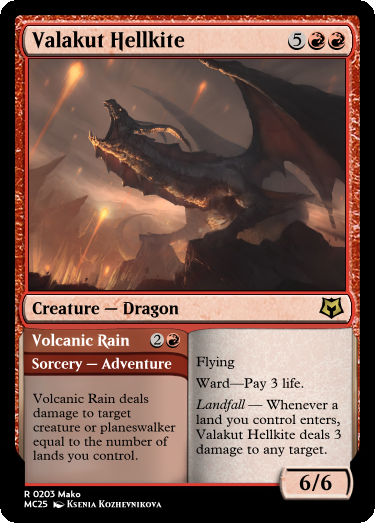 Valakut Hellkite 5
Creature — Dragon
Volcanic Rain 2
Sorcery — Adventure
Volcanic Rain deals
damage to target
creature or planeswalker
equal to the number of
lands you control.
Flying
Ward—Pay 3 life.
Landfall — Whenever a
land you control enters,
Valakut Hellkite deals 3
damage to any target.
6/6
R 0203 Mako
MC25 Ksenia Kozhevnikova